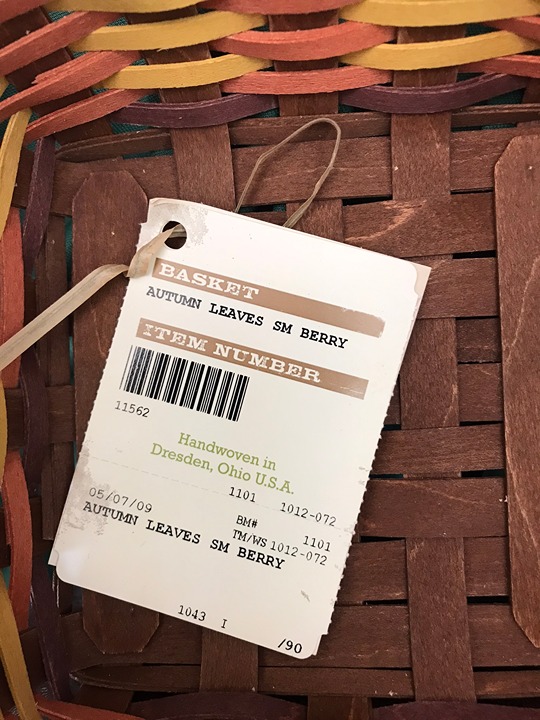 BASKET
AUTUMN LEAVES SM BERRY
ITEM NUMBER
11562
Handwoven in
Dresden, Ohio U.S.A.
1101 1012-072
05/07/09 BM# 1101
AUTUMN LEAVES SM BERRY
TM/WS 1012-072
1043 I /90